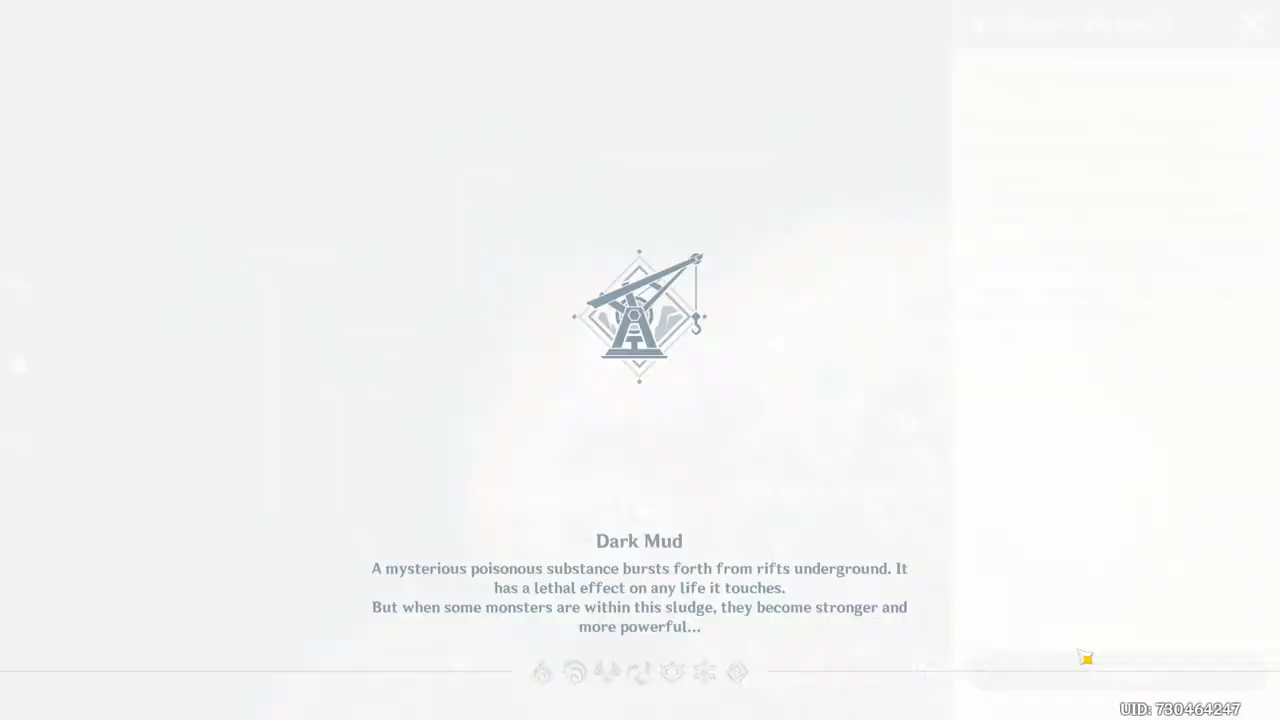 Dark Mud
A mysterious poisonous substance bursts forth from rifts underground. It
has a lethal effect on any life it touches.
But when some monsters are within this sludge, they become stronger and
more powerful...
UID: 730464247